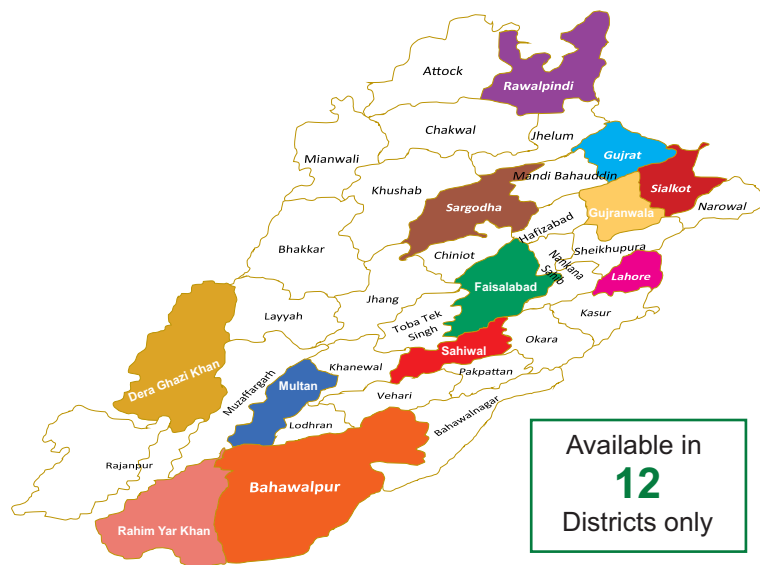 Attock
Rawalpindi
Chakwal
Jhelum
Mianwali
Gujrat
Mandi Bahauddin
Khushab
Sialkot
Sargodha
Narowal
Gujranwala
Hafizabad
Bhakkar
Chiniot
Sheikhupura
Nankana
Sahib
Lahore
Faisalabad
Jhang
Layyah
Kasur
Toba Tek
Singh
Okara
Sahiwal
Khanewal
Pakpattan
Dera Ghazi Khan
Muzaffargarh
Multan
Vehari
Lodhran
Bahawalnagar
Rajanpur
Bahawalpur
Rahim Yar Khan
Available in
12
Districts only